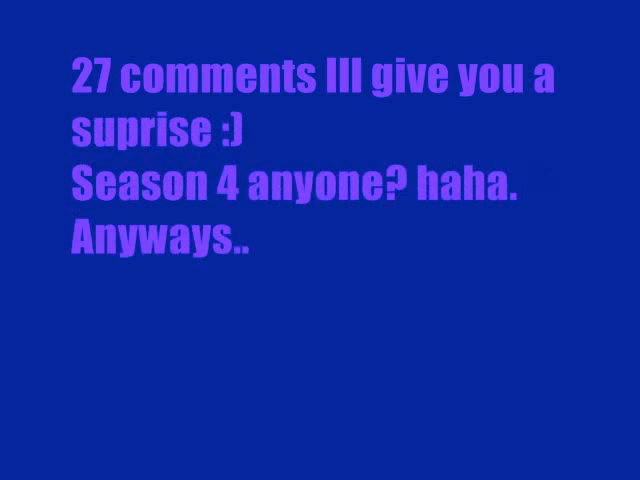 27 comments Ill give you a
suprise :)
Season 4 anyone? haha.
Anyways..